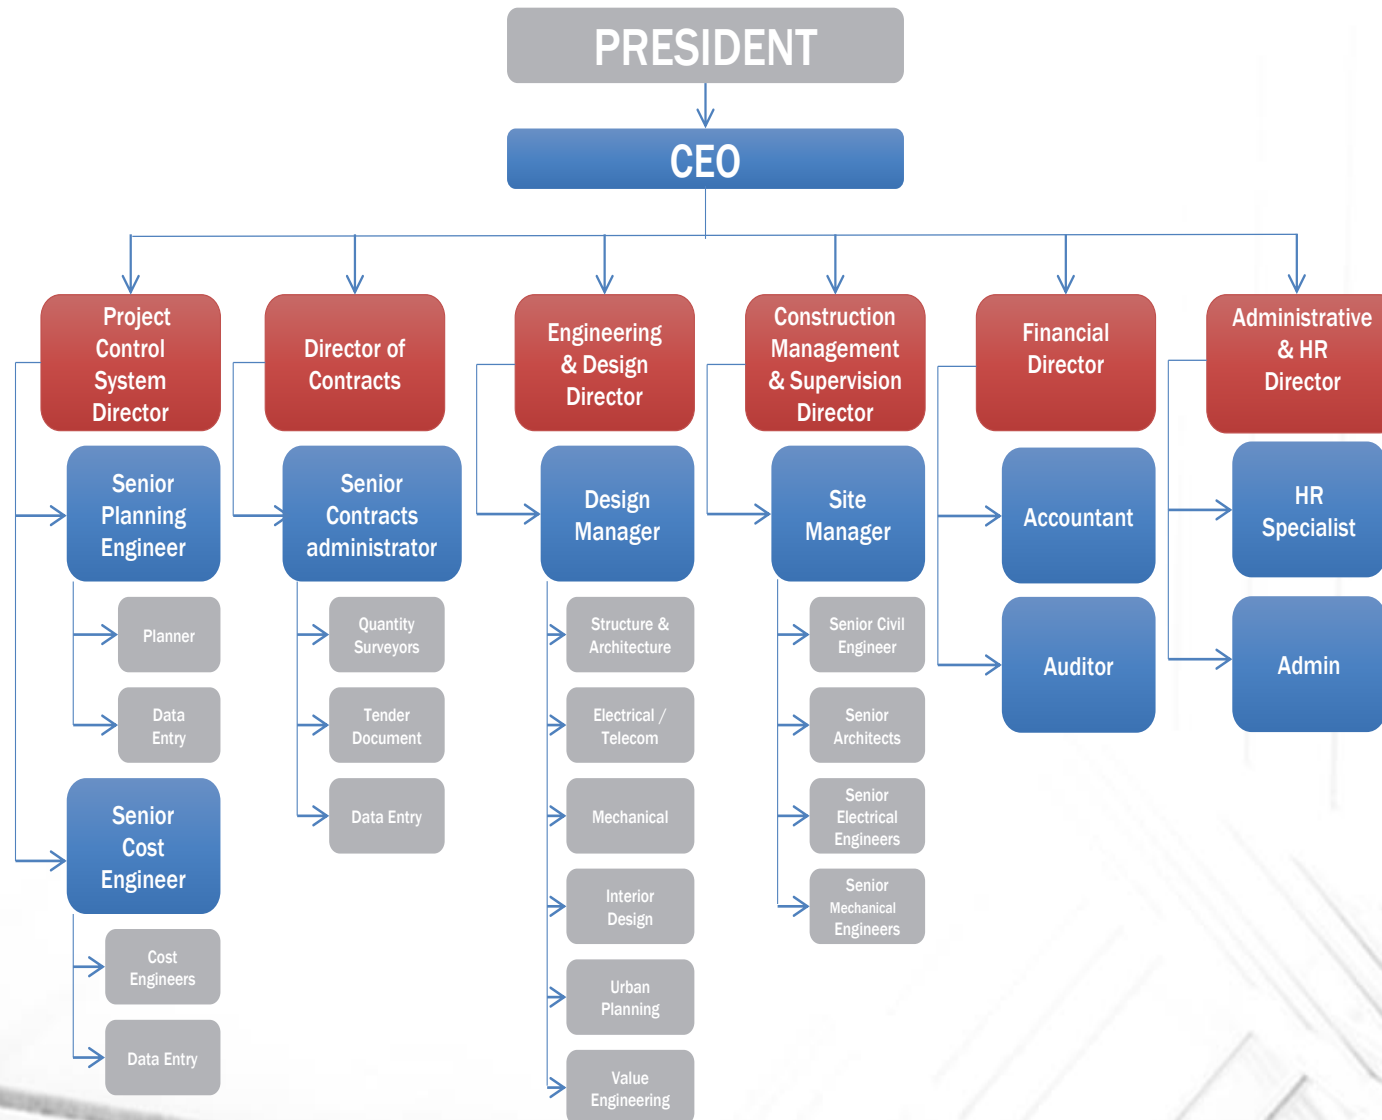 PRESIDENT
CEO
Project
Control
System
Director
Director of
Contracts
Engineering
& Design
Director
Construction
Management
& Supervision
Director
Financial
Director
Administrative
& HR
Director
Senior
Planning
Engineer
Senior
Contracts
administrator
Design
Manager
Site
Manager
Accountant
HR
Specialist
Planner
Quantity
Surveyors
Structure &
Architecture
Senior Civil
Engineer
Auditor
Admin
Data
Entry
Tender
Document
Electrical /
Telecom
Senior
Architects
Senior
Cost
Engineer
Data Entry
Mechanical
Senior
Electrical
Engineers
Interior
Design
Senior
Mechanical
Engineers
Cost
Engineers
Urban
Planning
Data Entry
Value
Engineering